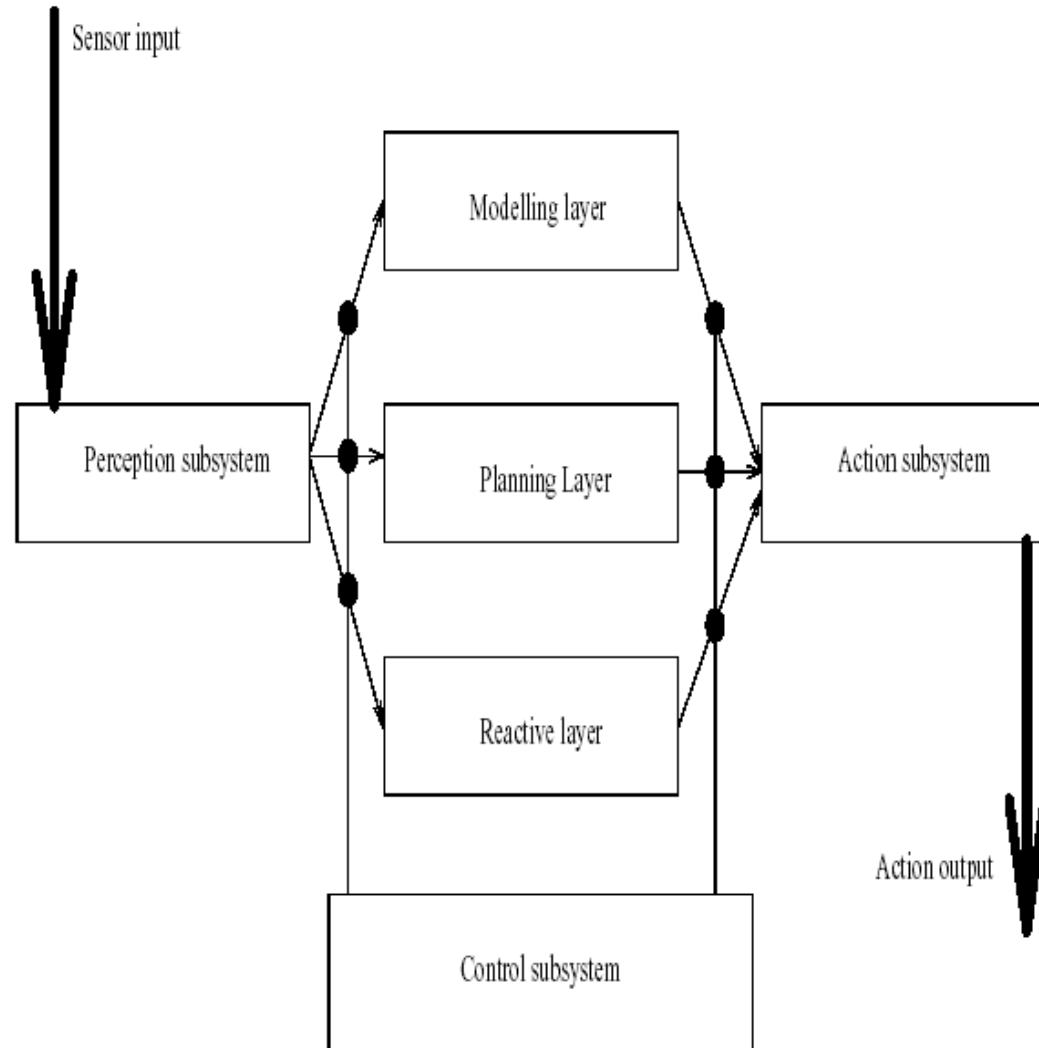 Sensor input
Modelling layer
Perception subsystem
Planning Layer
Action subsystem
Reactive layer
Action output
Control subsystem